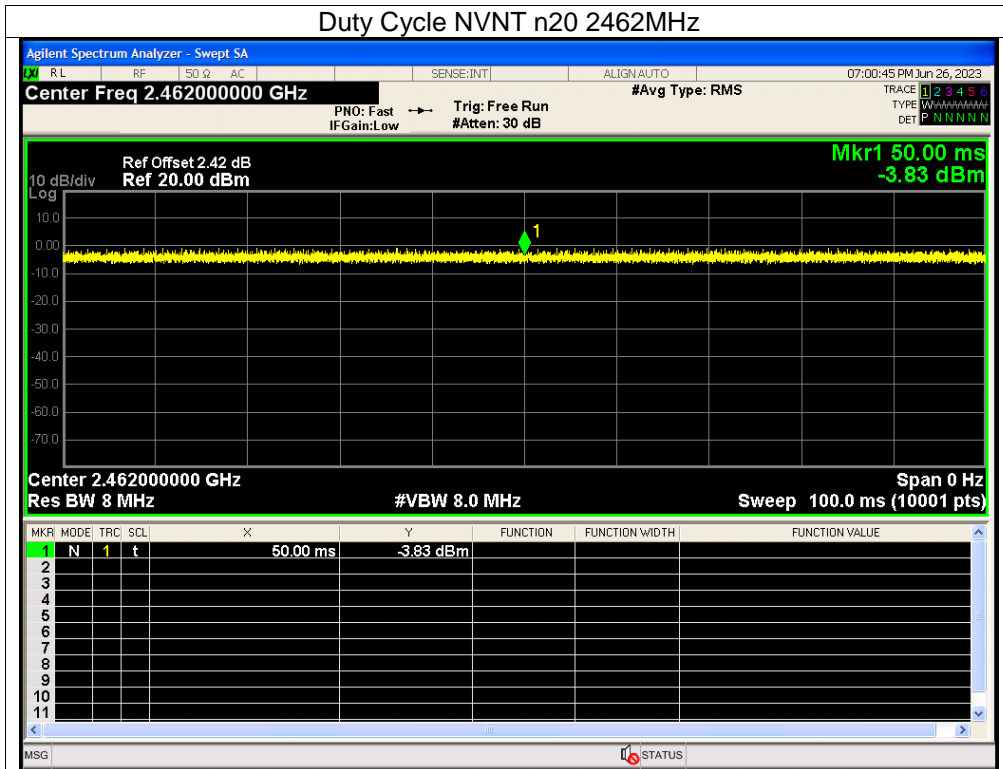 Duty Cycle NVNT n20 2462MHz
Agilent Spectrum Analyzer - Swept SA
LXI RL RF 50 Ω AC SENSE:INT ALIGN AUTO 07:00:45 PM Jun 26, 2023
Center Freq 2.462000000 GHz #Avg Type: RMS TRACE 1 2 3 4 5 6
PNO: Fast Trig: Free Run TYPE WWWWWW
IFGain:Low #Atten: 30 dB DET P N N N N N
Mkr1 50.00 ms
Ref Offset 2.42 dB
10 dB/div Ref 20.00 dBm -3.83 dBm
Log
10.0
1
0.00
-10.0
-20.0
-30.0
-40.0
-50.0
-60.0
-70.0
Center 2.462000000 GHz Span 0 Hz
Res BW 8 MHz #VBW 8.0 MHz Sweep 100.0 ms (10001 pts)
MKR MODE TRC SCL X Y FUNCTION FUNCTION WIDTH FUNCTION VALUE
1 N 1 t 50.00 ms -3.83 dBm
2
3
4
5
6
7
8
9
10
11
MSG STATUS